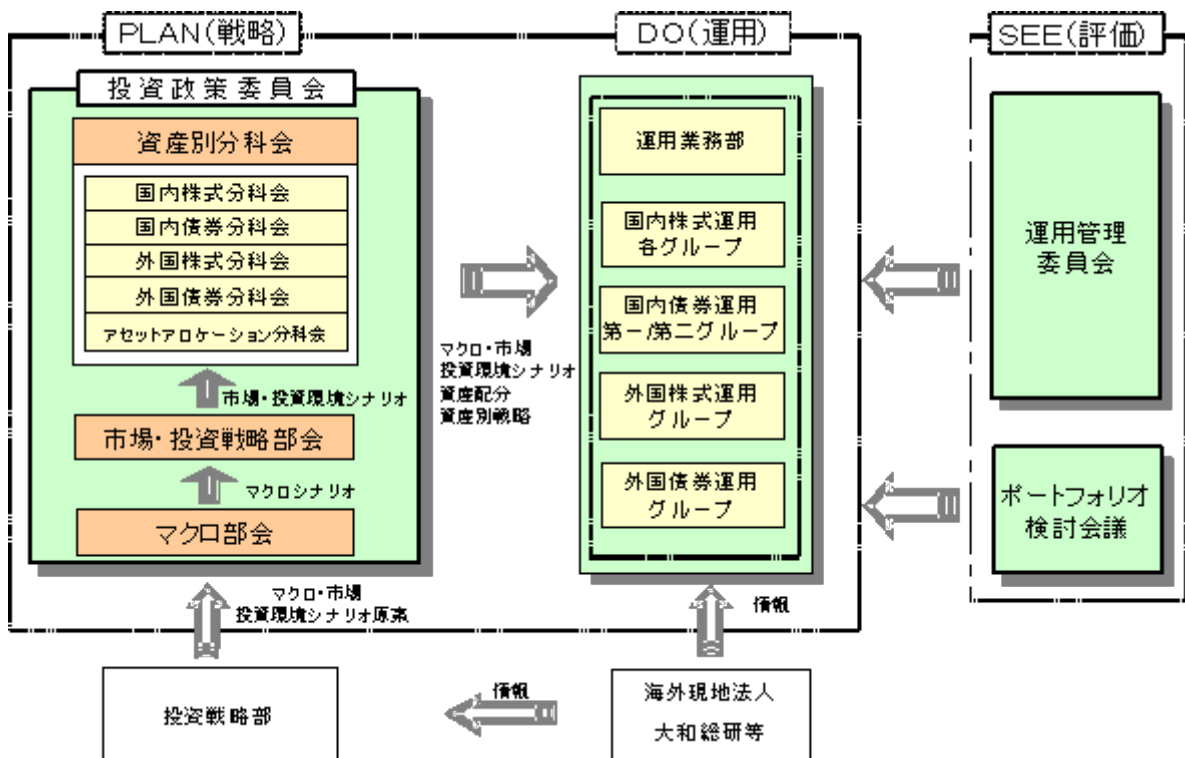 PLAN(戦略)
投資政策委員会
資産別分科会
国内株式分科会
国内債券分科会
外国株式分科会
外国債券分科会
アセットアロケーション分科会
市場・投資環境シナリオ
市場・投資戦略部会
マクロシナリオ
マクロ部会
マクロ・市場
投資環境シナリオ原案
投資戦略部
マクロ・市場
投資環境シナリオ
資産配分
資産別戦略
DO(運用)
運用業務部
国内株式運用
各グループ
国内債券運用
第一/第二グループ
外国株式運用
グループ
外国債券運用
グループ
情報
情報
海外現地法人
大和総研等
SEE(評価)
運用管理
委員会
ポートフォリオ
検討会議